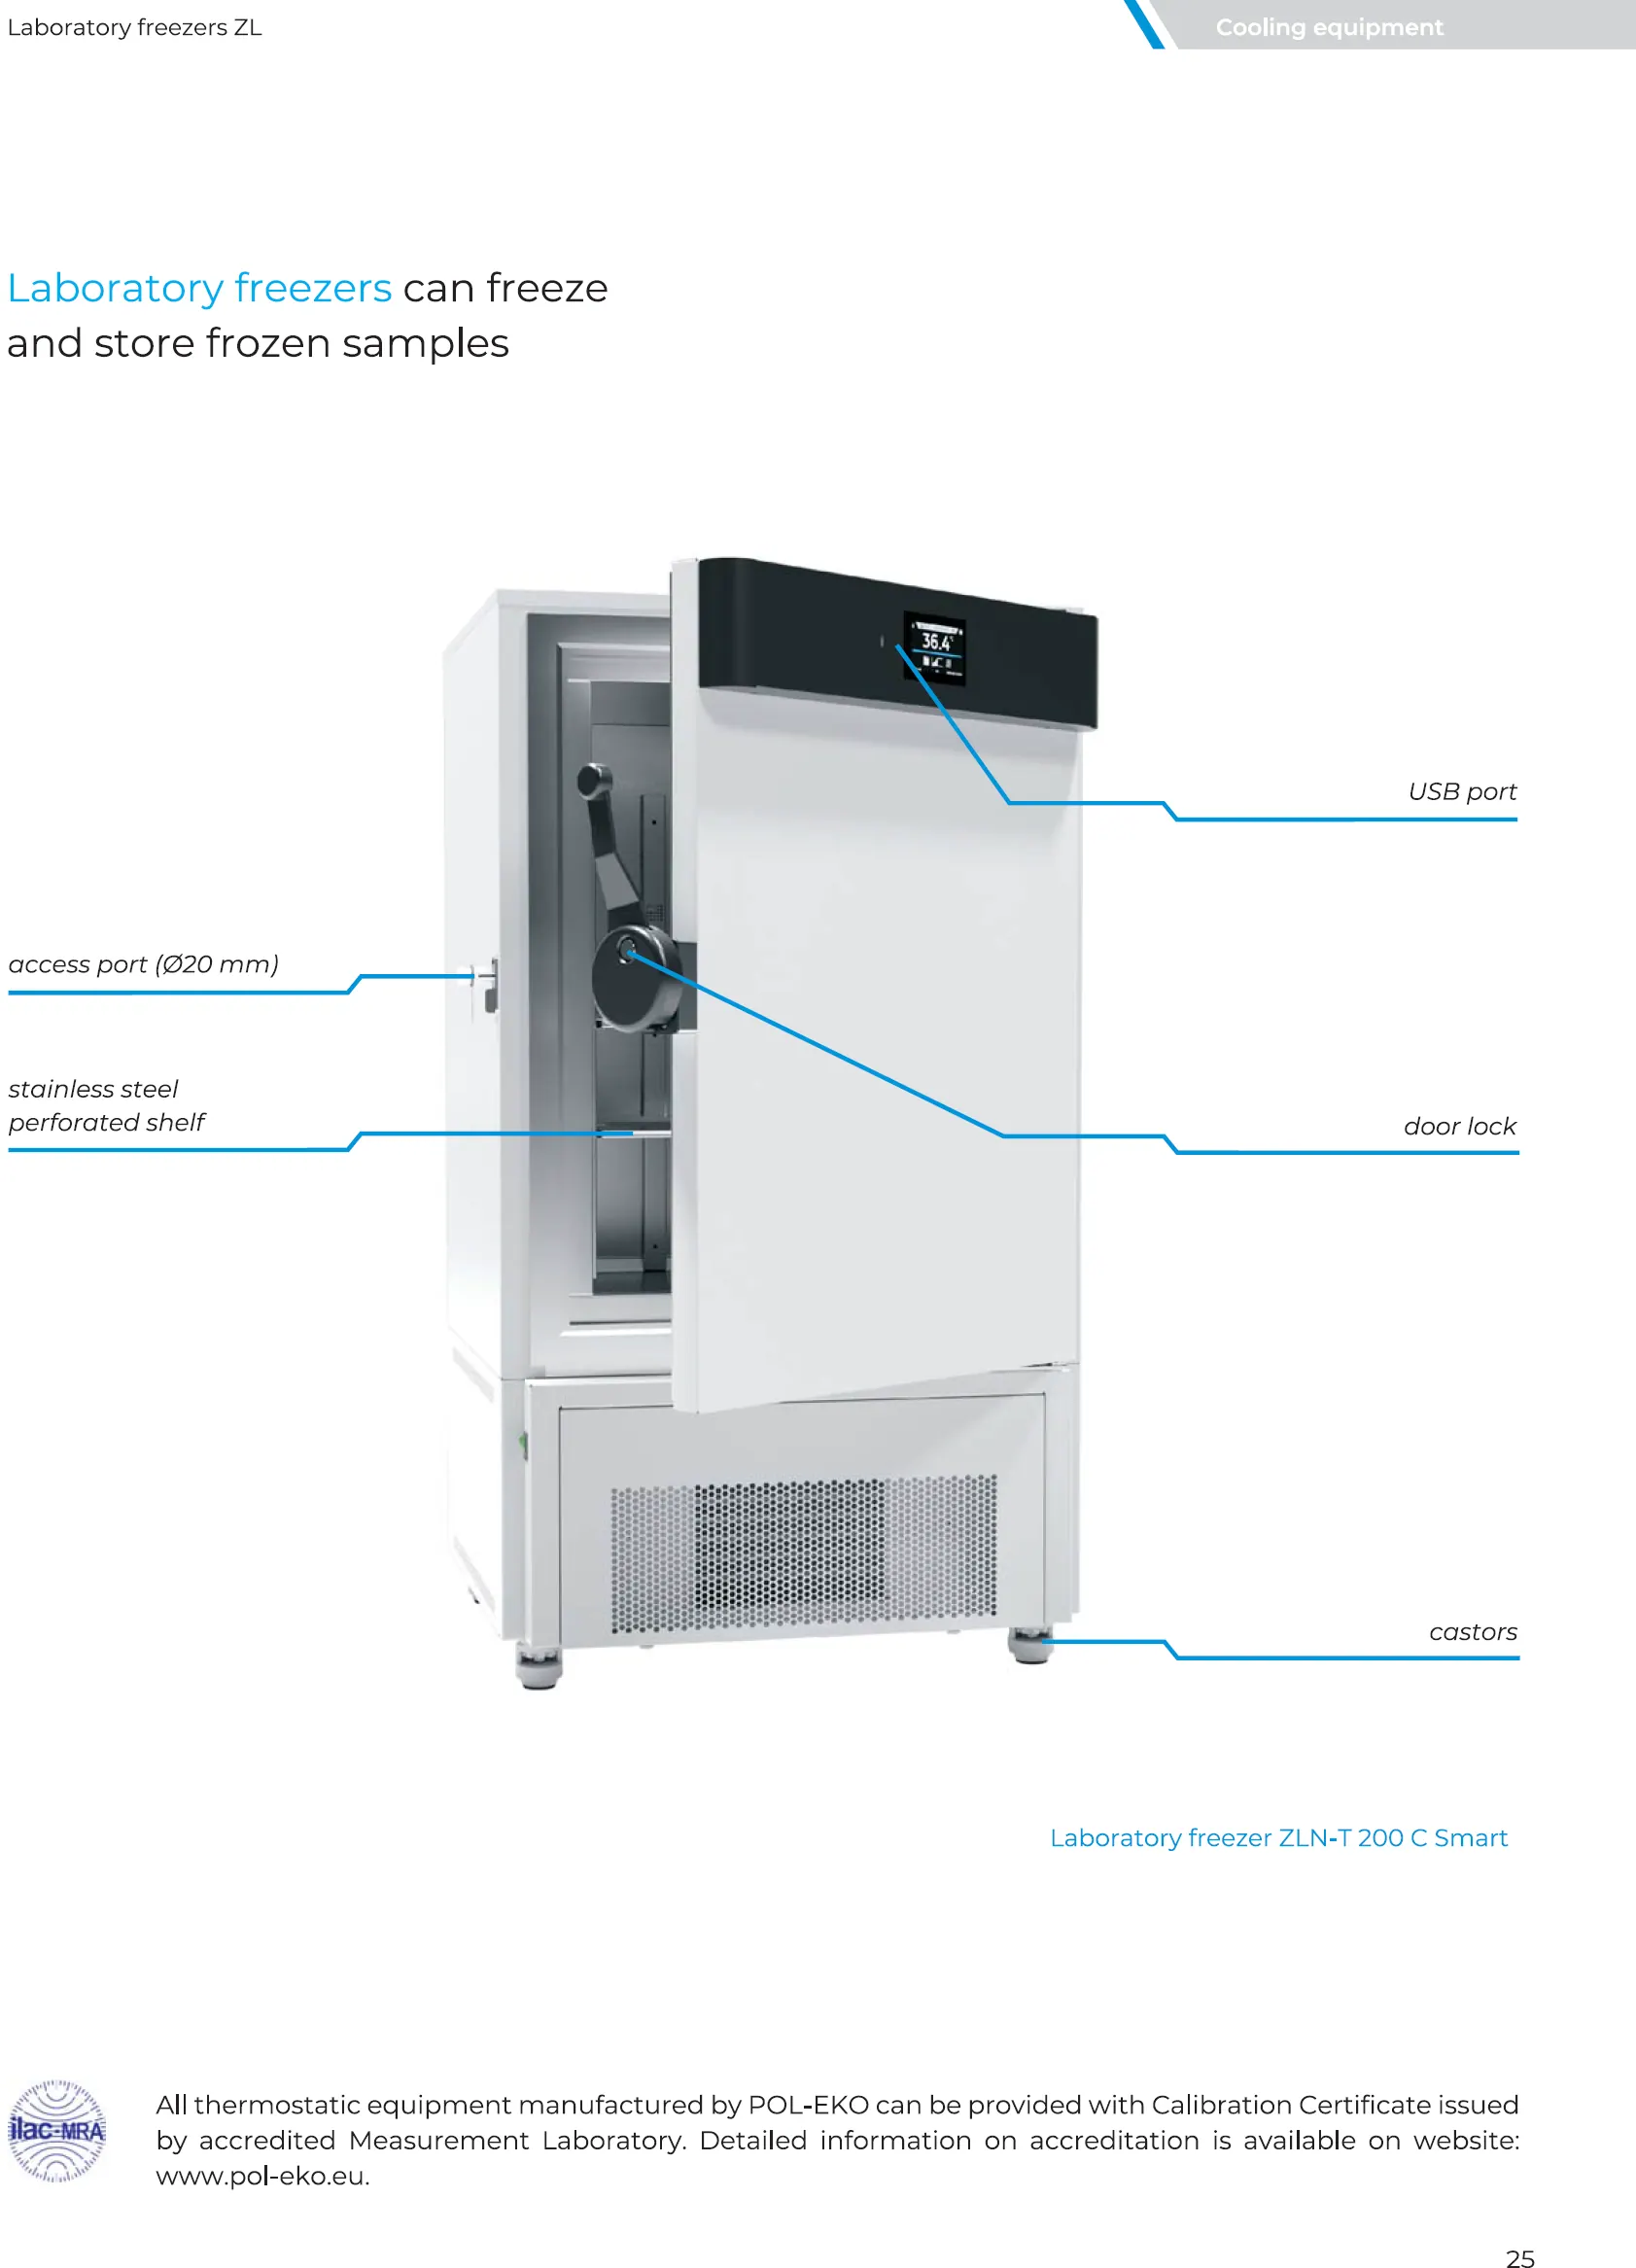 Laboratory freezers ZL
Cooling equipment
Laboratory freezers can freeze
and store frozen samples
36.4°C
USB port
access port (Ø20 mm)
stainless steel
perforated shelf
door lock
castors
Laboratory freezer ZLN-T 200 C Smart
ilac-MRA
All thermostatic equipment manufactured by POL-EKO can be provided with Calibration Certificate issued
by accredited Measurement Laboratory. Detailed information on accreditation is available on website:
www.pol-eko.eu.
25